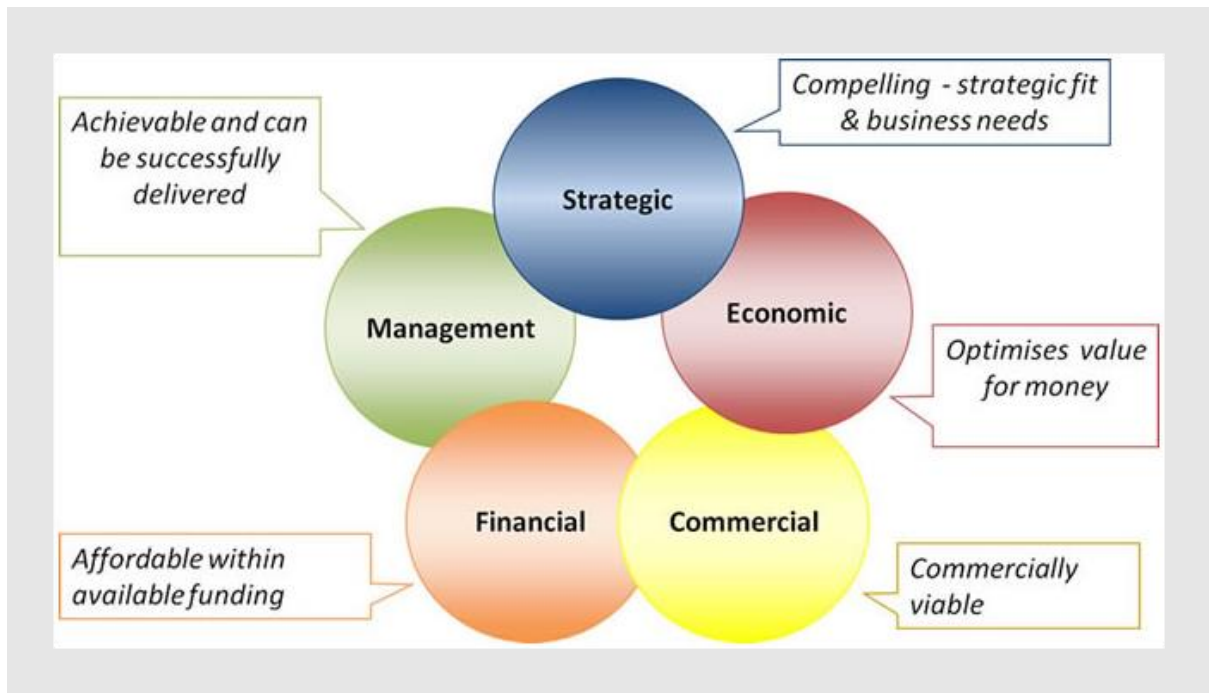 Compelling - strategic fit
& business needs
Achievable and can
be successfully
delivered
Strategic
Management
Economic
Optimises value
for money
Financial
Commercial
Affordable within
available funding
Commercially
viable